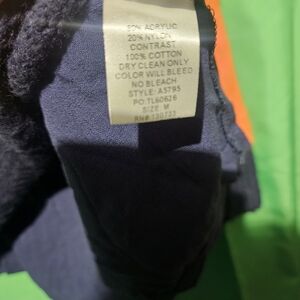 ACRYLIC
20% NYLON
CONTRAST
100% COTTON
DRY CLEAN ONLY
COLOR WILL BLEED
NO BLEACH
STYLE: A5795
PO:TL60626
SIZE: M
RN#